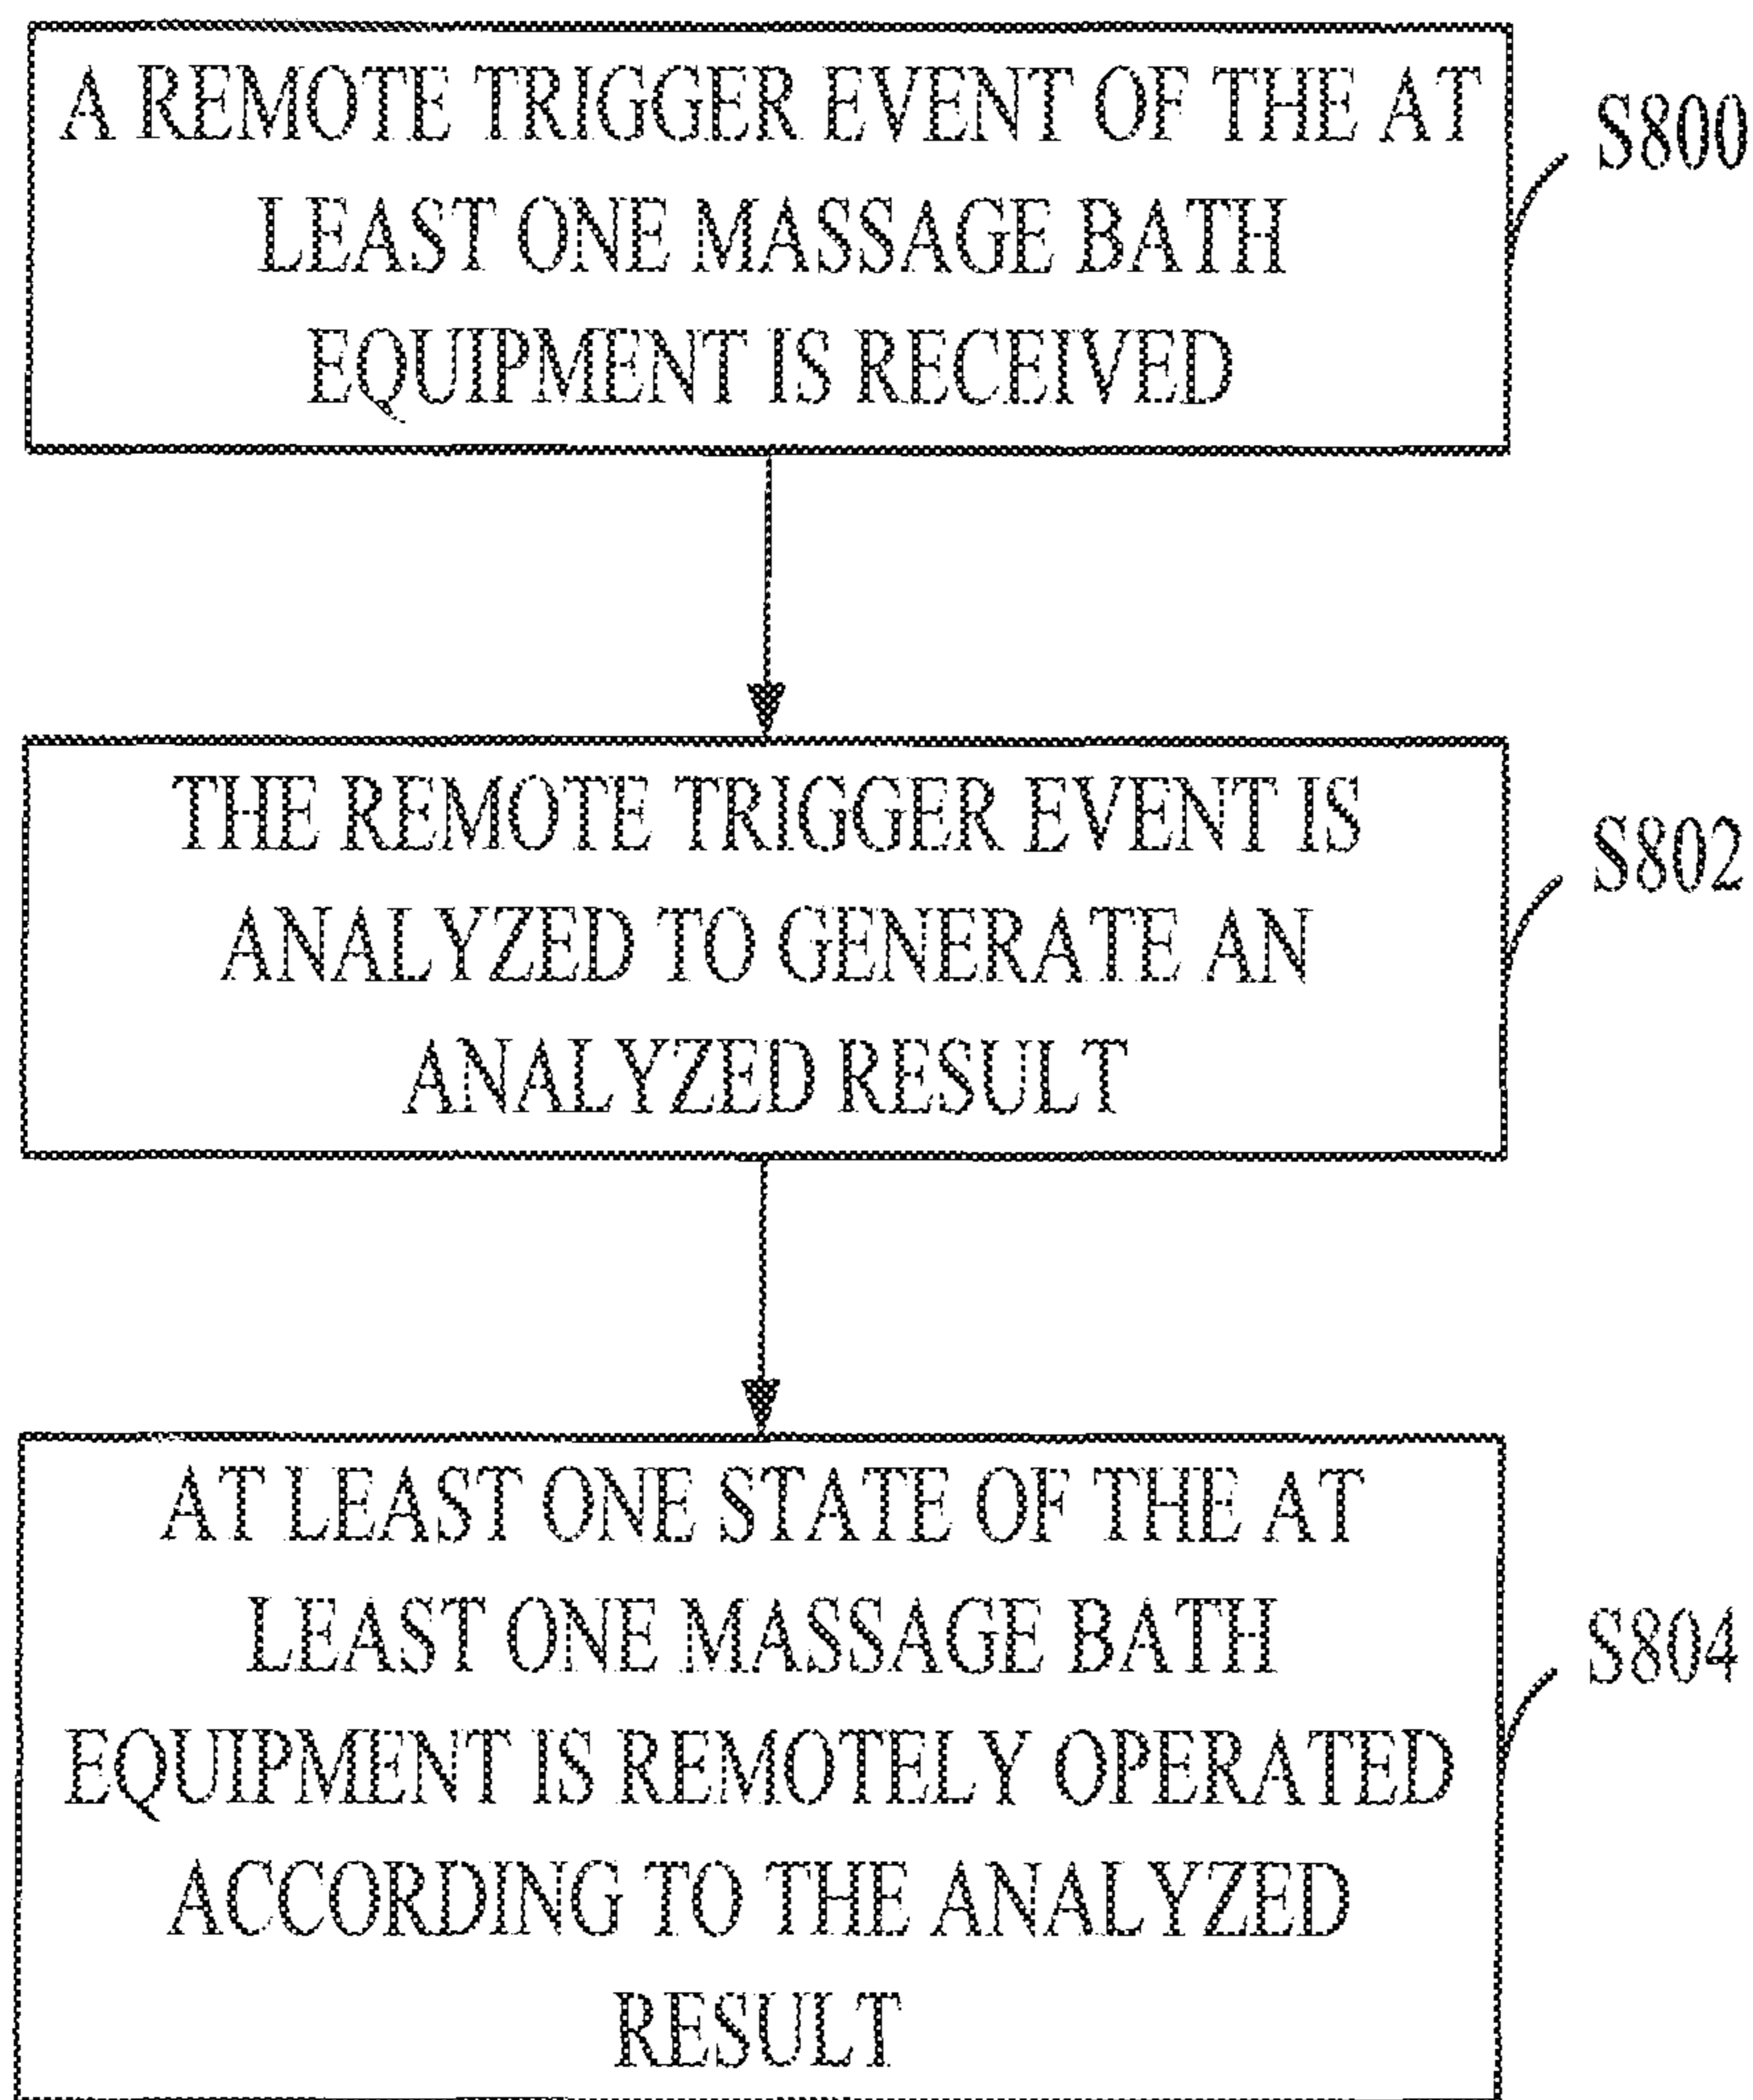 A REMOTE TRIGGER EVENT OF THE AT
LEAST ONE MASSAGE BATH
EQUIPMENT IS RECEIVED
S800
THE REMOTE TRIGGER EVENT IS
ANALYZED TO GENERATE AN
ANALYZED RESULT
S802
AT LEAST ONE STATE OF THE AT
LEAST ONE MASSAGE BATH
EQUIPMENT IS REMOTELY OPERATED
ACCORDING TO THE ANALYZED
RESULT
S804